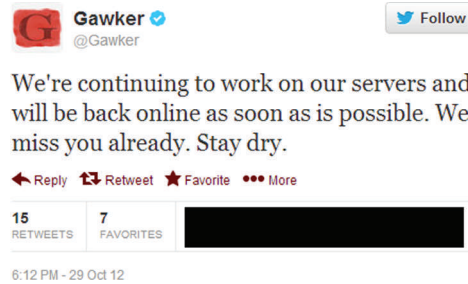 G
Gawker
Follow
@Gawker
We're continuing to work on our servers and
will be back online as soon as is possible. We
miss you already. Stay dry.
Reply Retweet Favorite More
15 7
RETWEETS FAVORITES
6:12 PM - 29 Oct 12